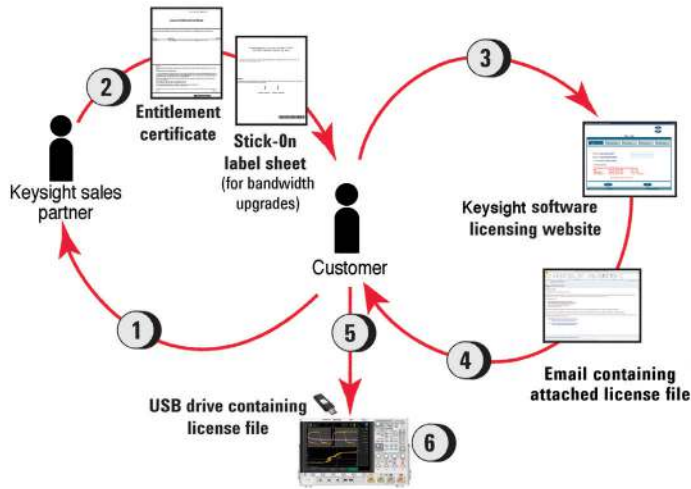 2
Entitlement
certificate
Stick-On
label sheet
(for bandwidth
upgrades)
3
Keysight sales
partner
Keysight software
licensing website
Customer
1
5
4
Email containing
attached license file
USB drive containing
license file
6